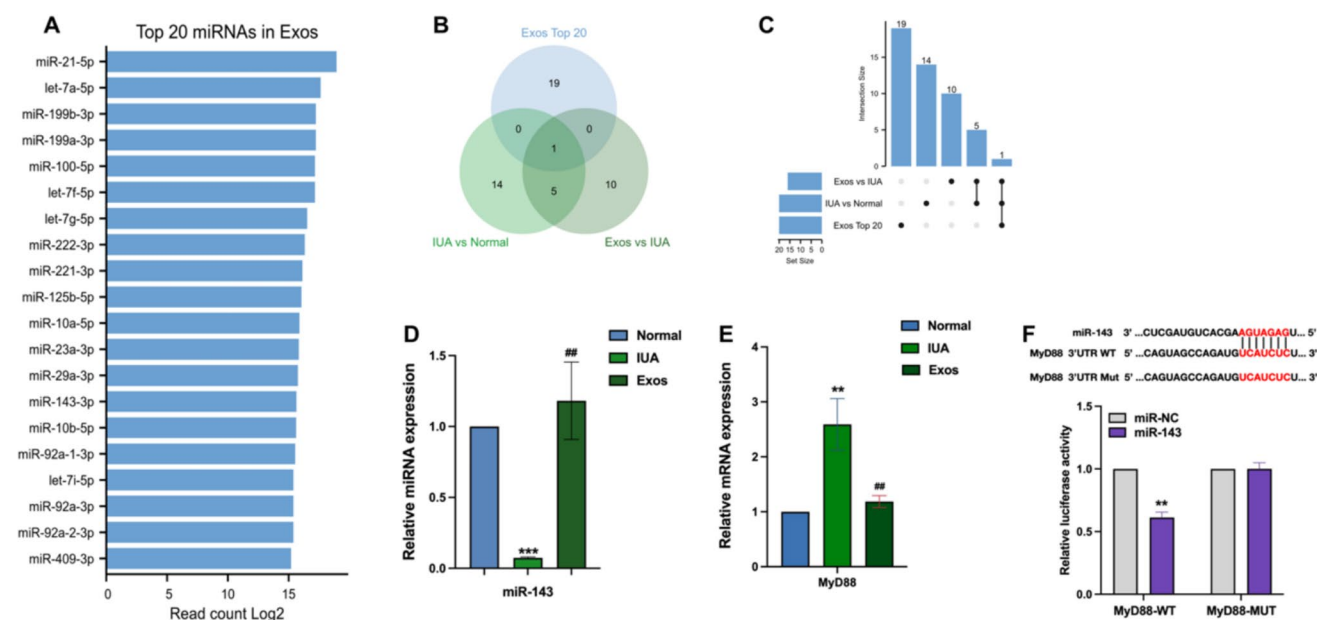 A
Top 20 miRNAs in Exos
miR-21-5p
let-7a-5p
miR-199b-3p
miR-199a-3p
miR-100-5p
let-7f-5p
let-7g-5p
miR-222-3p
miR-221-3p
miR-125b-5p
miR-10a-5p
miR-23a-3p
miR-29a-3p
miR-143-3p
miR-10b-5p
miR-92a-1-3p
let-7i-5p
miR-92a-3p
miR-92a-2-3p
miR-409-3p
0 5 10 15
Read count Log2
B
Exos Top 20
19
0 0
1
14 5 10
IUA vs Normal Exos vs IUA
C
Intersection Size
15
10
5
0
19
14
10
5
1
Exos vs IUA
IUA vs Normal
Exos Top 20
20 15 10 5 0
Set Size
D
Normal
IUA
Exos
Relative miRNA expression
1.5
1.0
0.5
0.0
***
##
miR-143
E
Normal
IUA
Exos
Relative mRNA expression
4
3
2
1
0
**
##
MyD88
F
miR-143 3' ...CUCGAUGUCACGAAGUAGAGU... 5'
MyD88 3'UTR WT 5' ...CAGUAGCCAGAUGUCAUCUCU... 3'
MyD88 3'UTR Mut 5' ...CAGUAGCCAGAUGUCAUCUCU... 3'
miR-NC
miR-143
Relative luciferase activity
1.5
1.0
0.5
0.0
**
MyD88-WT MyD88-MUT